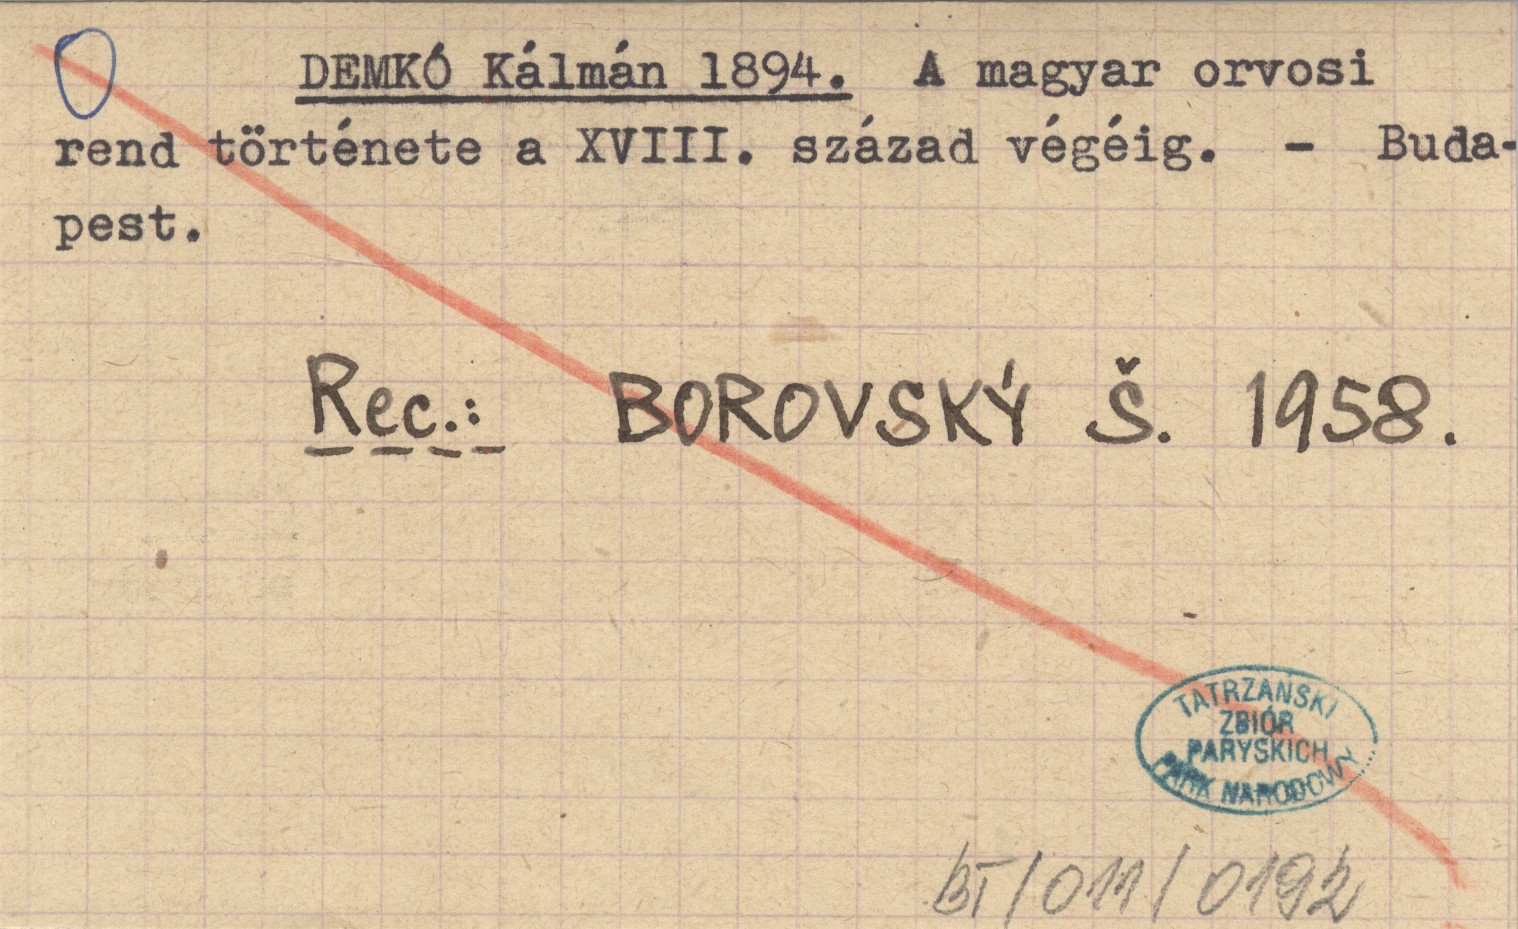 DEMKÓ Kálmán 1894. A magyar orvosi
rend története a XVIII. század végéig. - Buda-
pest.
Rec.: BOROVSKÝ Š. 1958.
TATRZAŃSKI
ZBIÓR
PARYSKICH
PARK NARODOWY
BT/011/0192